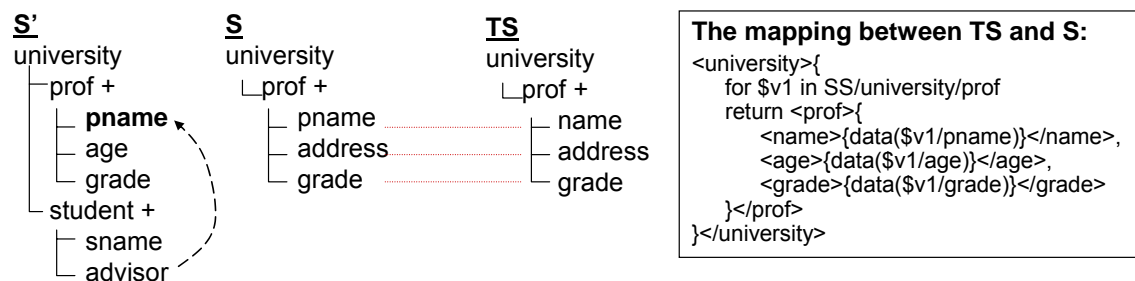 S’
university
prof +
pname
age
grade
student +
sname
advisor
S
university
prof +
pname
address
grade
TS
university
prof +
name
address
grade
The mapping between TS and S:
<university>{
for $v1 in SS/university/prof
return <prof>{
<name>{data($v1/pname)}</name>,
<age>{data($v1/age)}</age>,
<grade>{data($v1/grade)}</grade>
}</prof>
}</university>